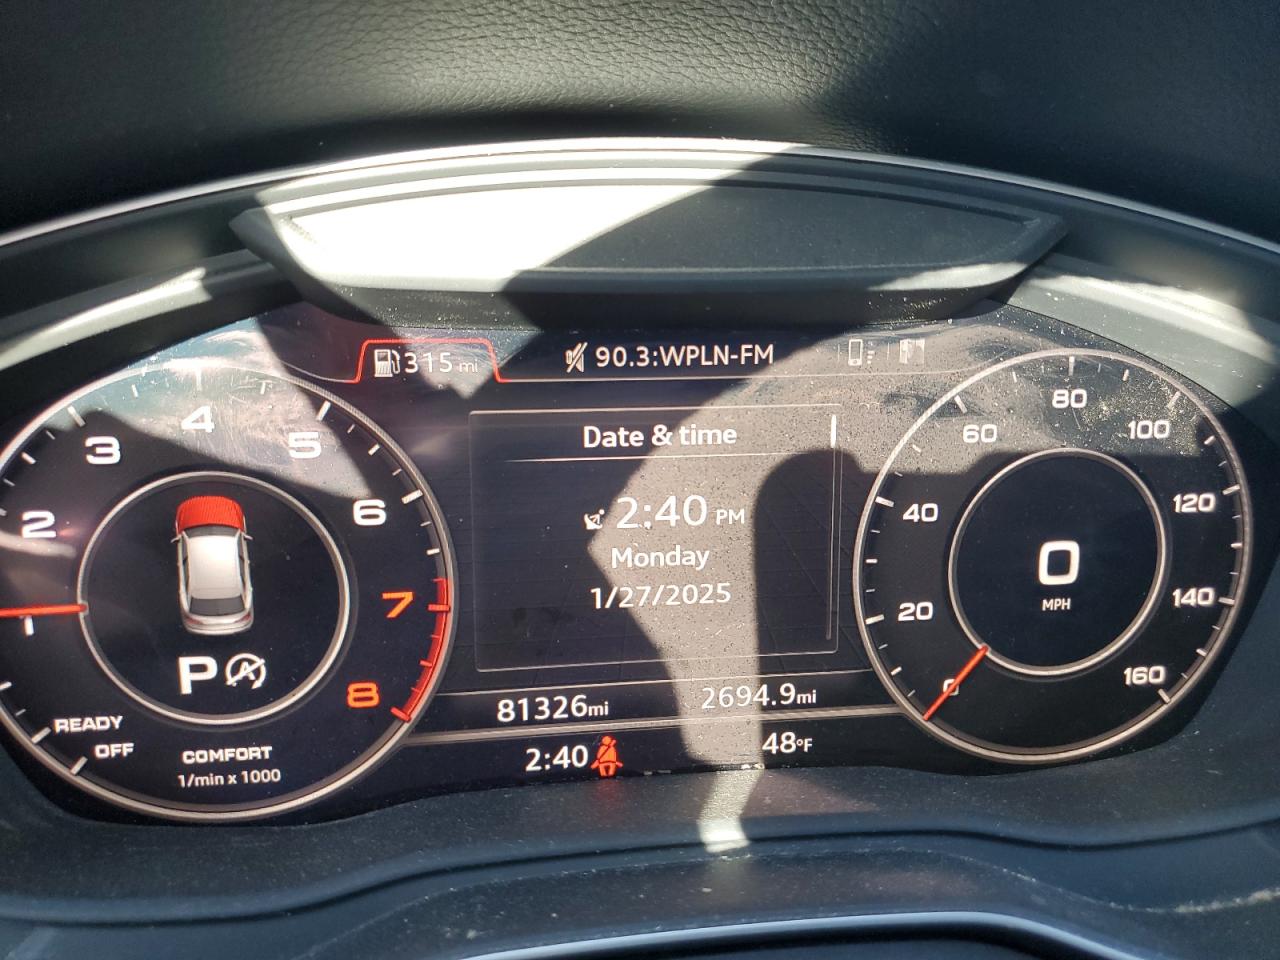 315 mi
90.3:WPLN-FM
Date & time
2:40 PM
Monday
1/27/2025
81326mi
2694.9mi
2:40
48°F
1
2
3
4
5
6
7
8
P
READY
OFF
COMFORT
1/min x 1000
0
20
40
60
80
100
120
140
160
0
MPH